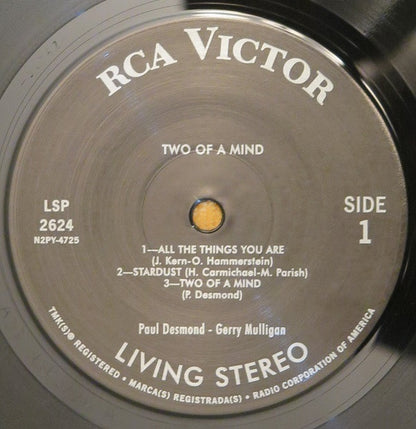 RCA VICTOR
TWO OF A MIND
LSP
2624
N2PY-4725
SIDE
1
1—ALL THE THINGS YOU ARE
(J. Kern-O. Hammerstein)
2—STARDUST (H. Carmichael-M. Parish)
3—TWO OF A MIND
(P. Desmond)
Paul Desmond - Gerry Mulligan
LIVING STEREO
TMK(S)® REGISTERED • MARCA(S) REGISTRADA(S) • RADIO CORPORATION OF AMERICA